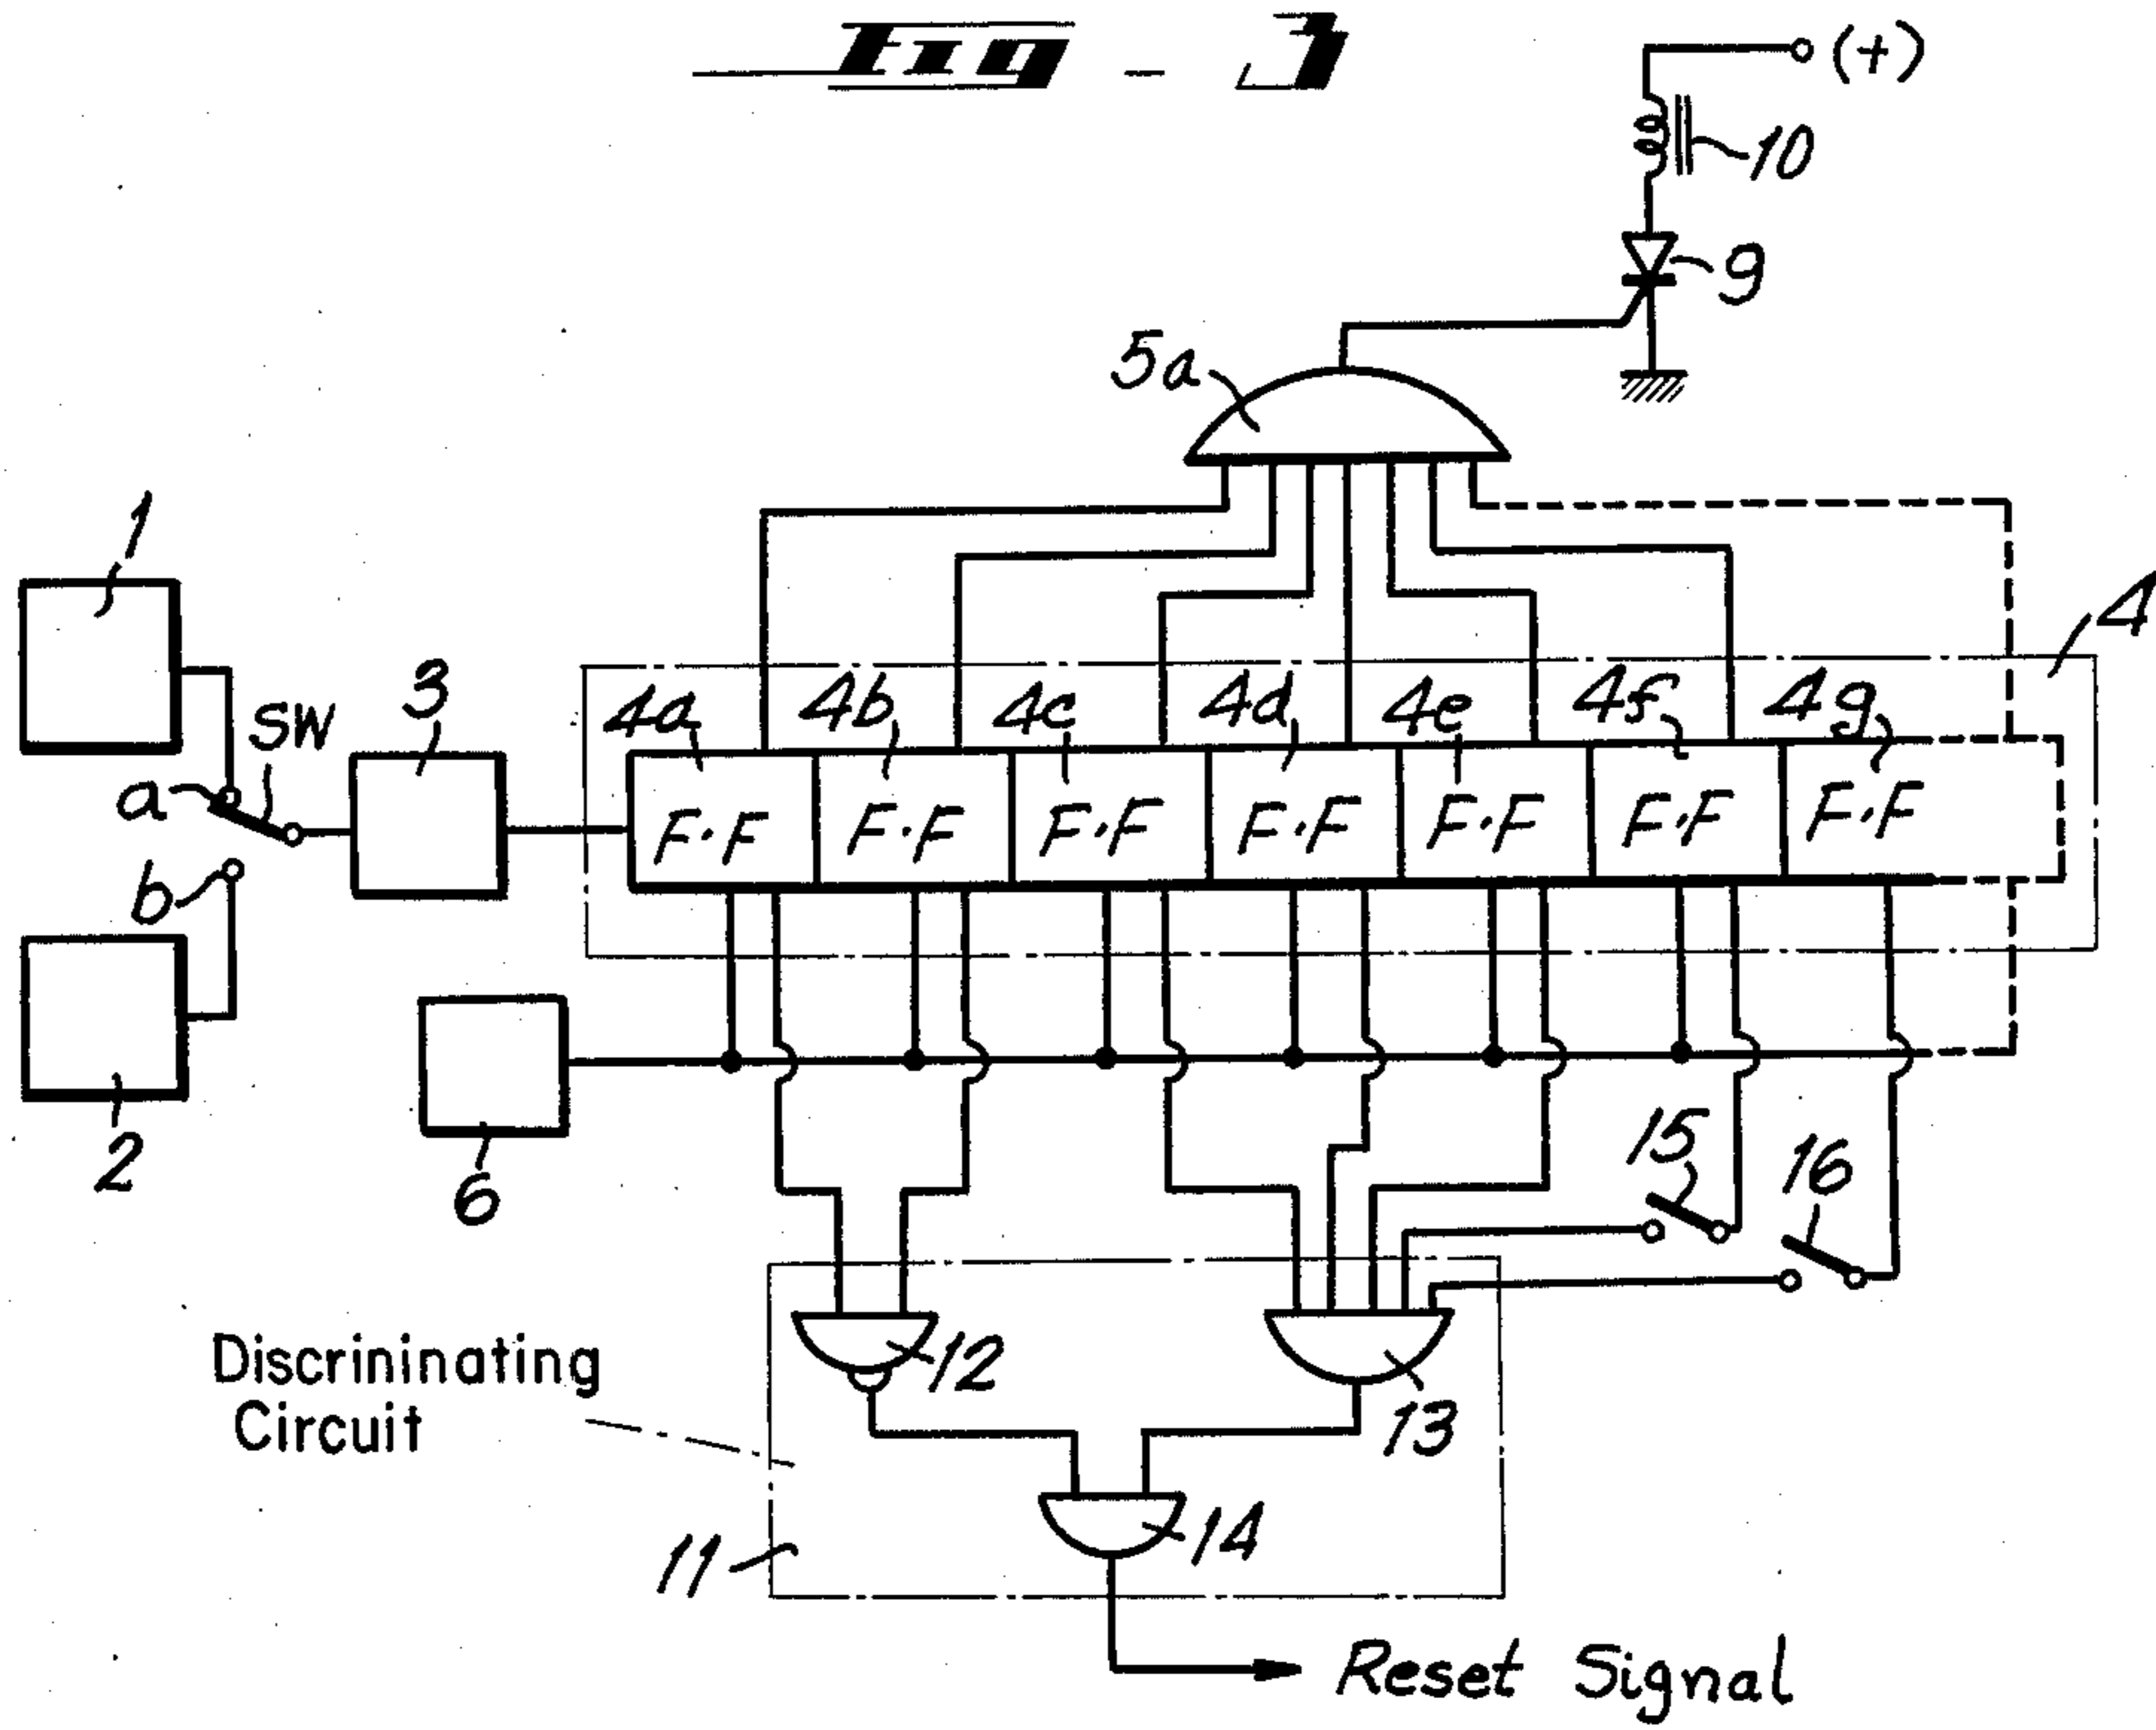 Fig - 3
(+)
10
9
5a
1
4
SW
3
4a
4b
4c
4d
4e
4f
4g
a
F·F
F·F
F·F
F·F
F·F
F·F
F·F
b
2
6
15
16
Discrininating
Circuit
12
13
14
11
Reset Signal